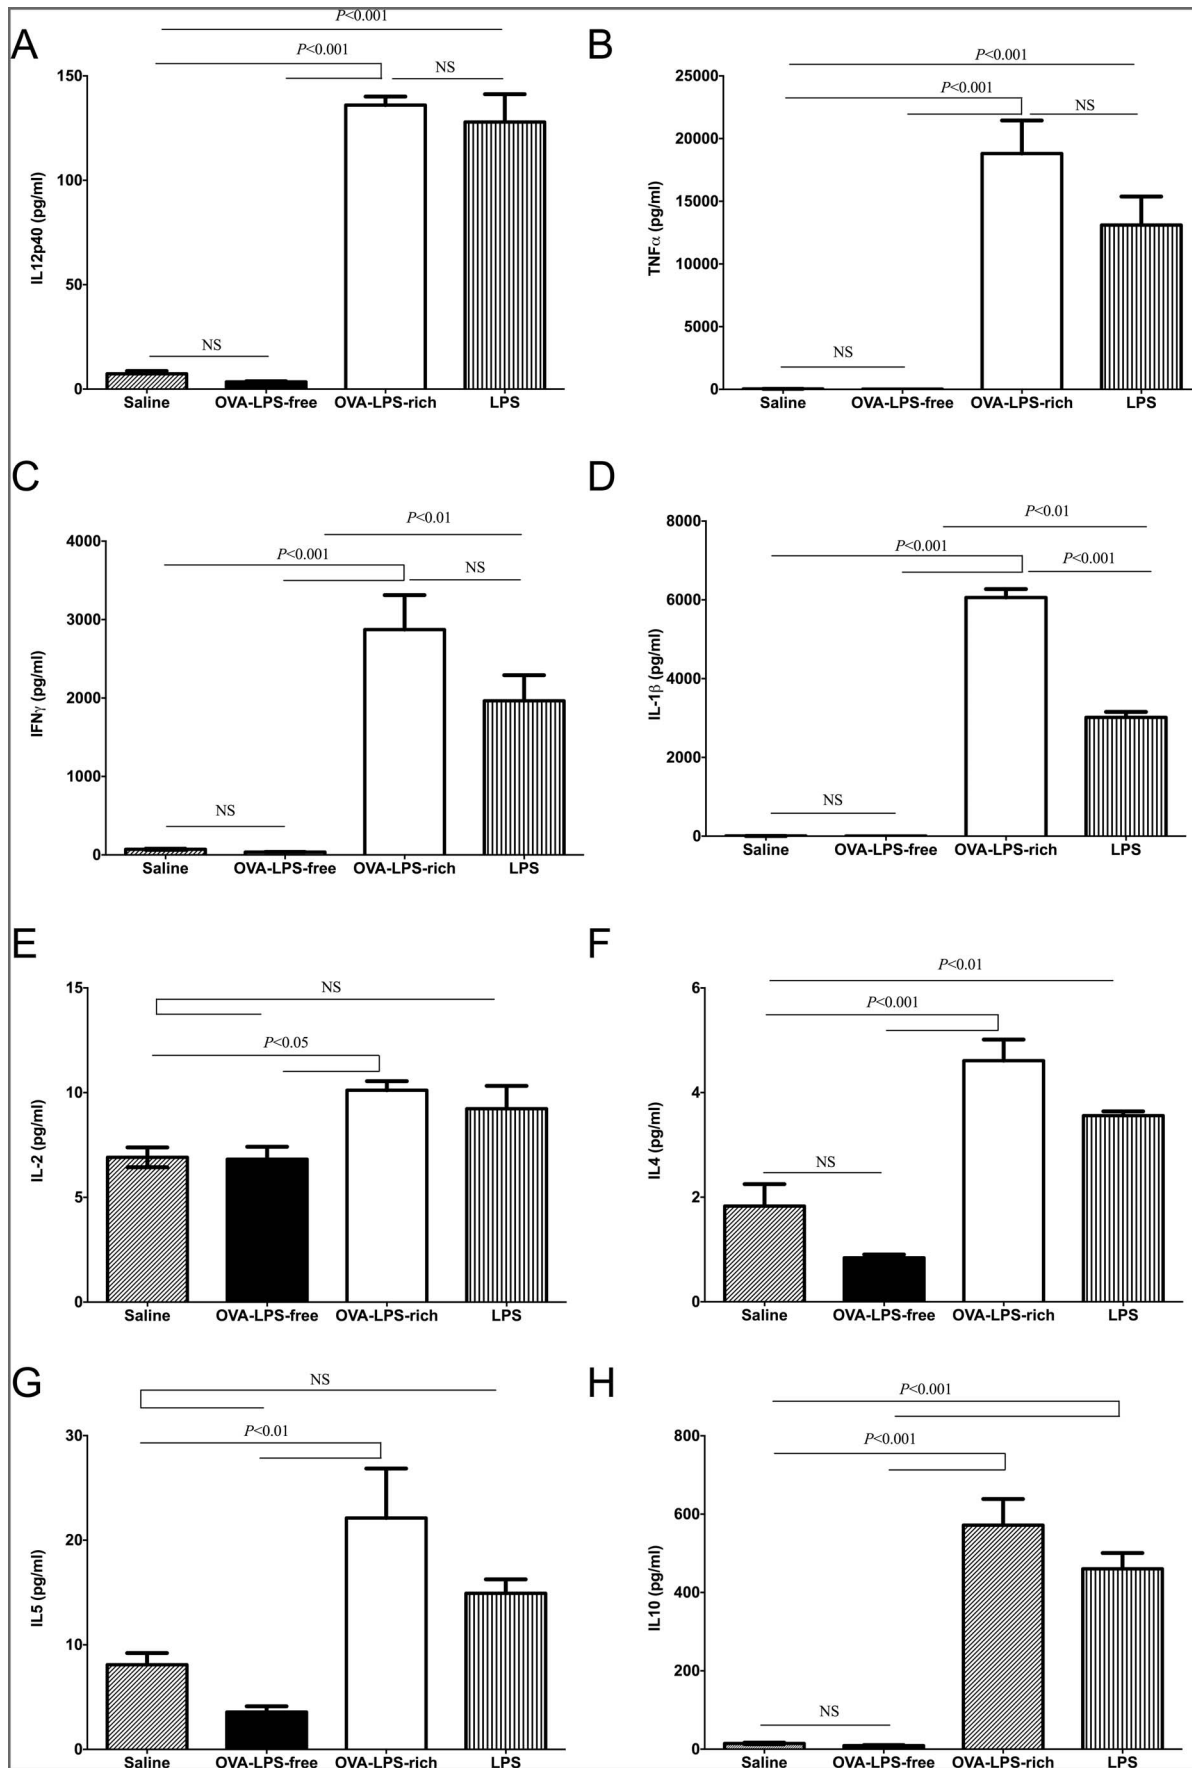 A
P<0.001
P<0.001
NS
150
100
50
0
IL12p40 (pg/ml)
NS
Saline OVA-LPS-free OVA-LPS-rich LPS
B
P<0.001
P<0.001
NS
25000
20000
15000
10000
5000
0
TNFα (pg/ml)
NS
Saline OVA-LPS-free OVA-LPS-rich LPS
C
P<0.01
P<0.001
NS
4000
3000
2000
1000
0
IFNγ (pg/ml)
NS
Saline OVA-LPS-free OVA-LPS-rich LPS
D
P<0.01
P<0.001
P<0.001
8000
6000
4000
2000
0
IL-1β (pg/ml)
NS
Saline OVA-LPS-free OVA-LPS-rich LPS
E
NS
P<0.05
15
10
5
0
IL-2 (pg/ml)
Saline OVA-LPS-free OVA-LPS-rich LPS
F
P<0.01
P<0.001
NS
6
4
2
0
IL4 (pg/ml)
Saline OVA-LPS-free OVA-LPS-rich LPS
G
NS
P<0.01
30
20
10
0
IL5 (pg/ml)
Saline OVA-LPS-free OVA-LPS-rich LPS
H
P<0.001
P<0.001
800
600
400
200
0
IL10 (pg/ml)
NS
Saline OVA-LPS-free OVA-LPS-rich LPS